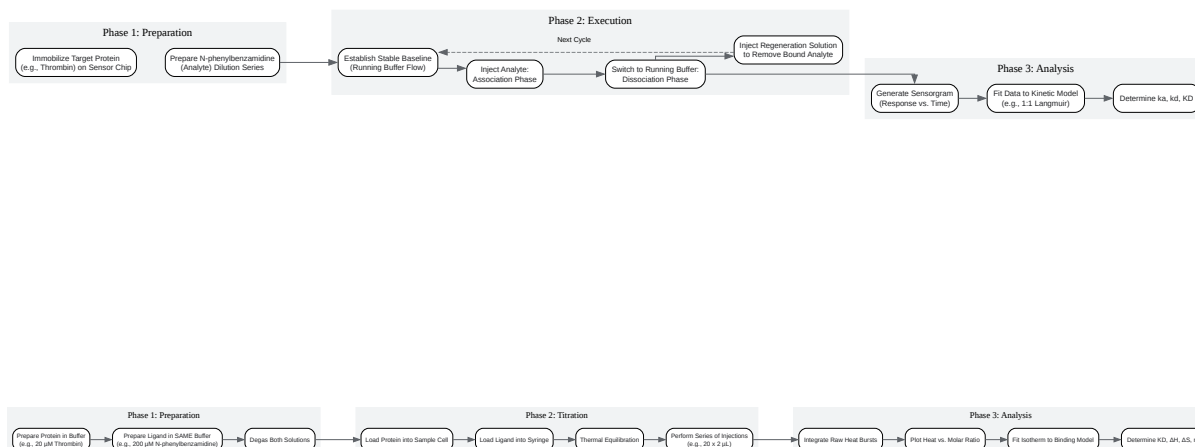 Phase 1: Preparation
Immobilize Target Protein
(e.g., Thrombin) on Sensor Chip
Prepare N-phenylbenzamidine
(Analyte) Dilution Series
Phase 2: Execution
Next Cycle
Establish Stable Baseline
(Running Buffer Flow)
Inject Analyte:
Association Phase
Switch to Running Buffer:
Dissociation Phase
Inject Regeneration Solution
to Remove Bound Analyte
Phase 3: Analysis
Generate Sensorgram
(Response vs. Time)
Fit Data to Kinetic Model
(e.g., 1:1 Langmuir)
Determine ka, kd, KD
Phase 1: Preparation
Prepare Protein in Buffer
(e.g., 20 µM Thrombin)
Prepare Ligand in SAME Buffer
(e.g., 200 µM N-phenylbenzamidine)
Degas Both Solutions
Phase 2: Titration
Load Protein into Sample Cell
Load Ligand into Syringe
Thermal Equilibration
Perform Series of Injections
(e.g., 20 x 2 µL)
Phase 3: Analysis
Integrate Raw Heat Bursts
Plot Heat vs. Molar Ratio
Fit Isotherm to Binding Model
Determine KD, ΔH, ΔS,